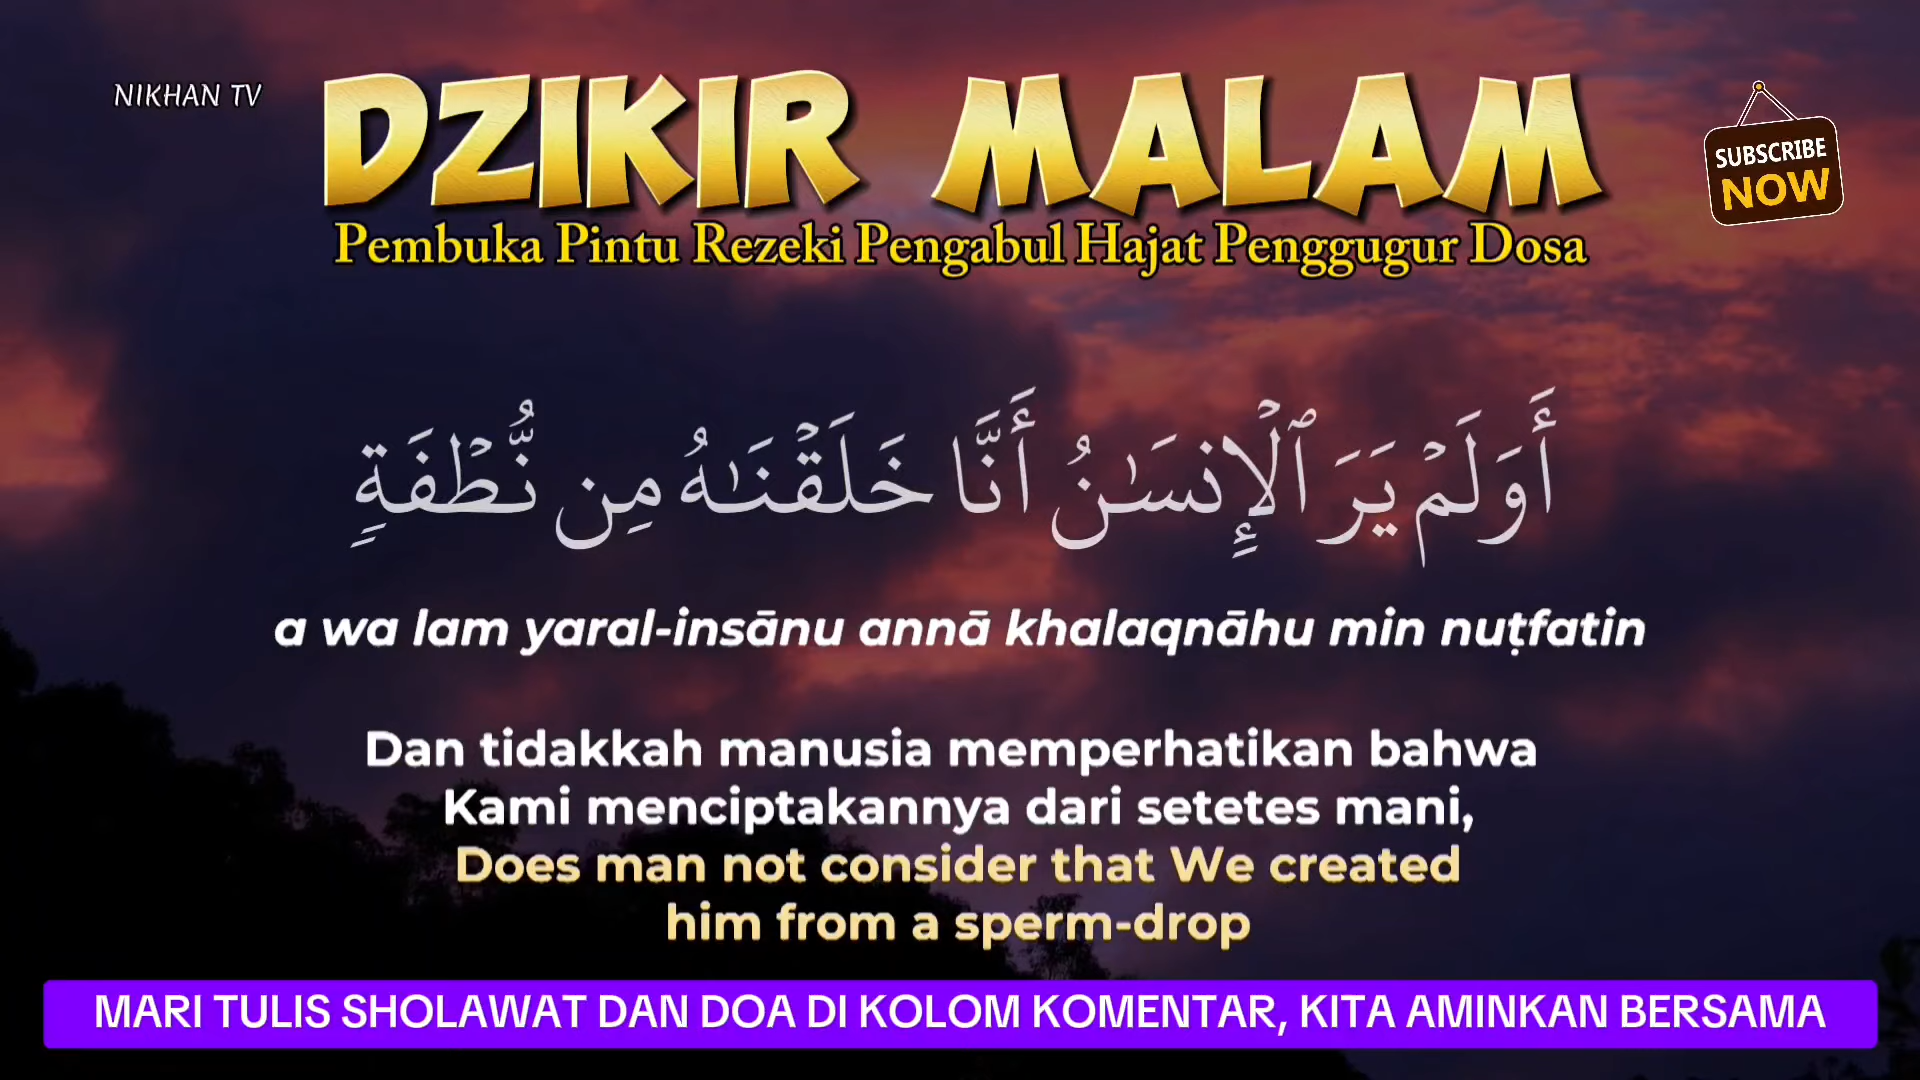 NIKHAN TV
DZIKIR MALAM
SUBSCRIBE
NOW
Pembuka Pintu Rezeki Pengabul Hajat Penggugur Dosa
أَوَلَمْ يَرَ ٱلْإِنسَـٰنُ أَنَّا خَلَقْنَـٰهُ مِن نُّطْفَةٍ
a wa lam yaral-insānu annā khalaqnāhu min nuṭfatin
Dan tidakkah manusia memperhatikan bahwa
Kami menciptakannya dari setetes mani,
Does man not consider that We created
him from a sperm-drop
MARI TULIS SHOLAWAT DAN DOA DI KOLOM KOMENTAR, KITA AMINKAN BERSAMA